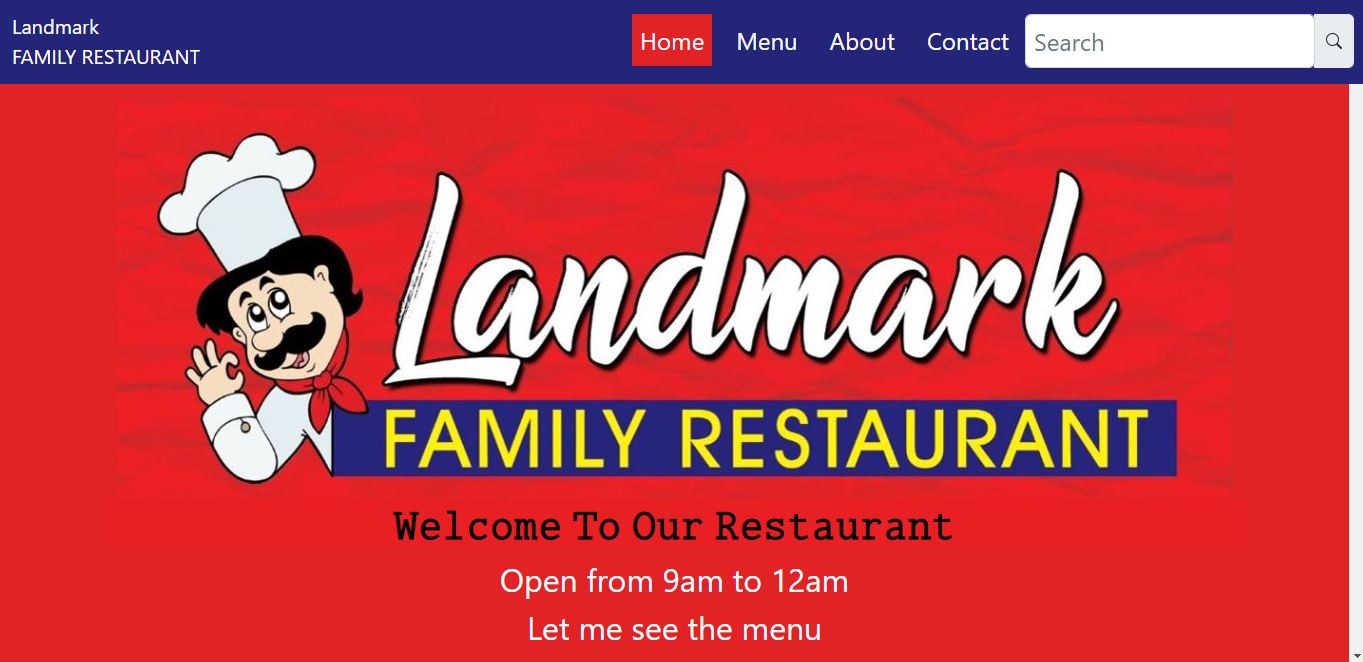 Landmark
FAMILY RESTAURANT
Home Menu About Contact Search
Landmark
FAMILY RESTAURANT
Welcome To Our Restaurant
Open from 9am to 12am
Let me see the menu